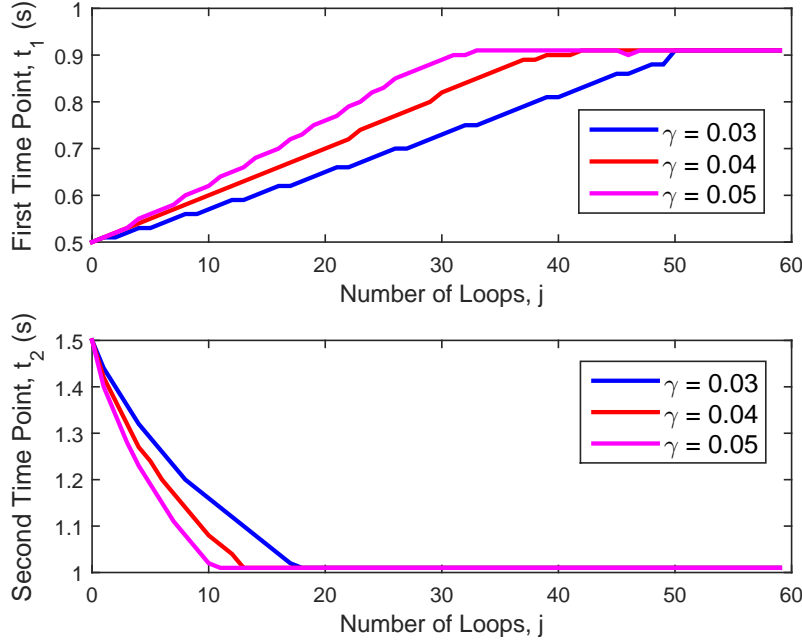 First Time Point, t_1 (s)
1
0.9
0.8
0.7
0.6
0.5
γ = 0.03
γ = 0.04
γ = 0.05
0 10 20 30 40 50 60
Number of Loops, j
Second Time Point, t_2 (s)
1.5
1.4
1.3
1.2
1.1
1
γ = 0.03
γ = 0.04
γ = 0.05
0 10 20 30 40 50 60
Number of Loops, j